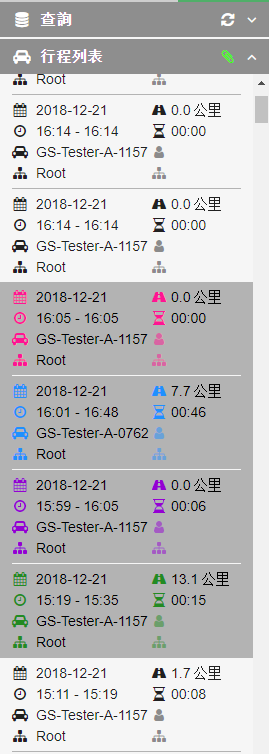 查詢
行程列表
Root
2018-12-21 0.0 公里
16:14 - 16:14 00:00
GS-Tester-A-1157
Root
2018-12-21 0.0 公里
16:14 - 16:14 00:00
GS-Tester-A-1157
Root
2018-12-21 0.0 公里
16:05 - 16:05 00:00
GS-Tester-A-1157
Root
2018-12-21 7.7 公里
16:01 - 16:48 00:46
GS-Tester-A-0762
Root
2018-12-21 0.0 公里
15:59 - 16:05 00:06
GS-Tester-A-1157
Root
2018-12-21 13.1 公里
15:19 - 15:35 00:15
GS-Tester-A-1157
Root
2018-12-21 1.7 公里
15:11 - 15:19 00:08
GS-Tester-A-1157
Root